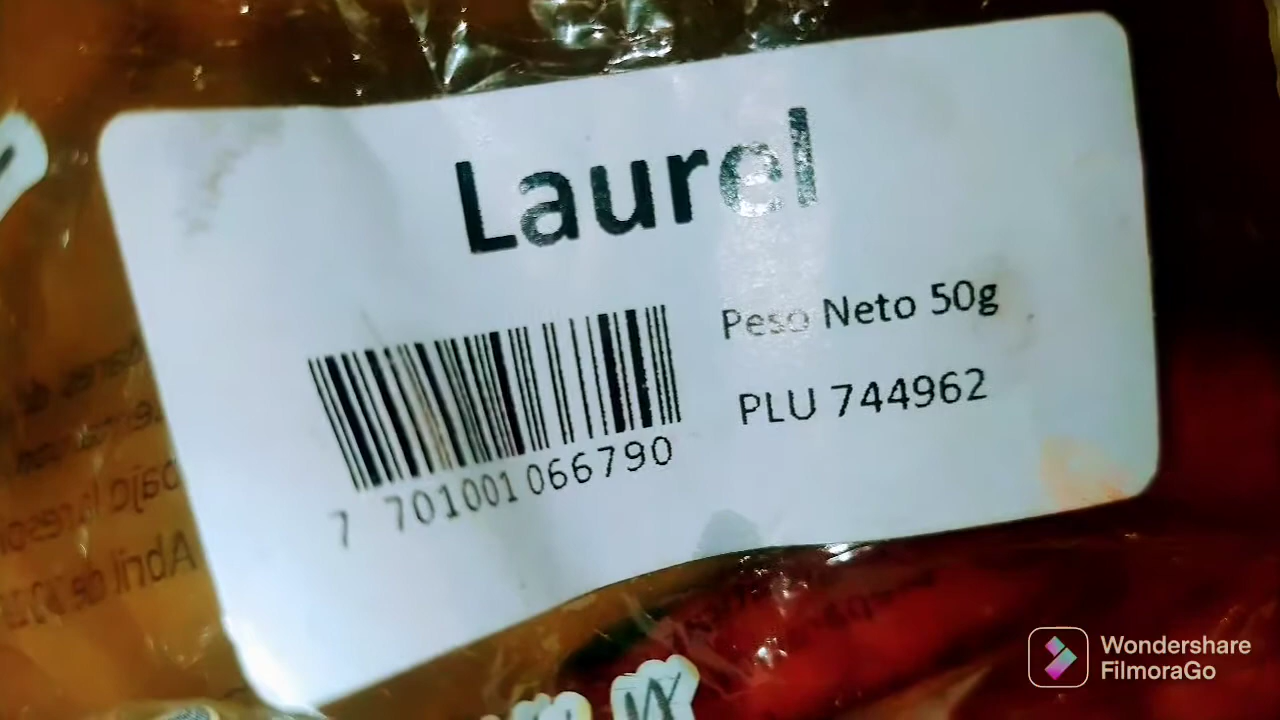 Laurel
Peso Neto 50g
PLU 744962
7 701001 066790
Wondershare
FilmoraGo